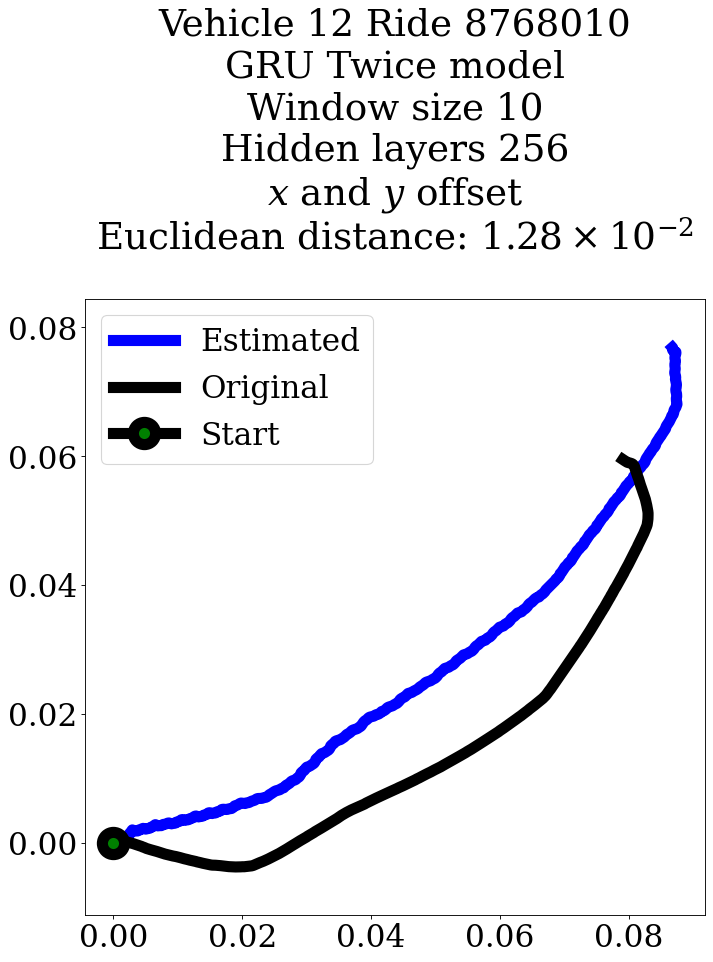 Vehicle 12 Ride 8768010
GRU Twice model
Window size 10
Hidden layers 256
x and y offset
Euclidean distance: 1.28 × 10⁻²
Estimated
Original
Start
0.08
0.06
0.04
0.02
0.00
0.00 0.02 0.04 0.06 0.08